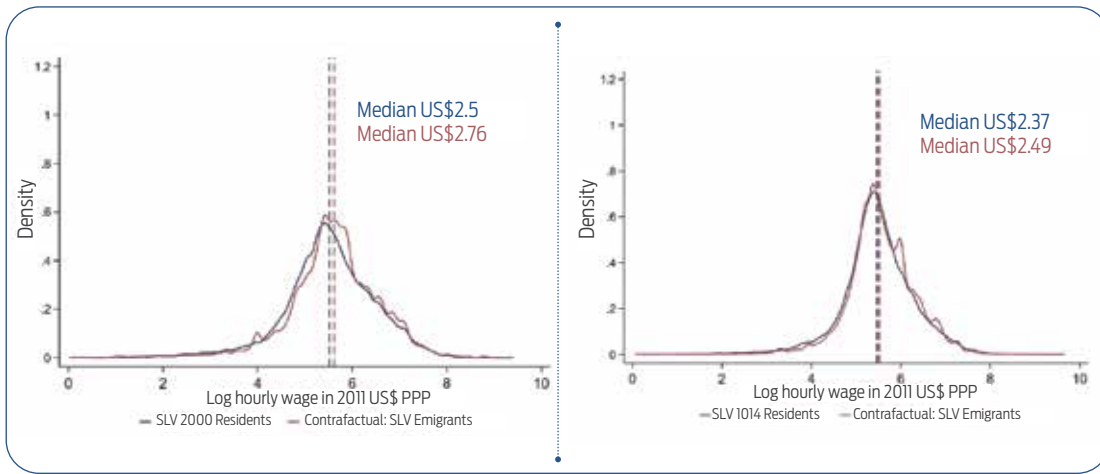 Median US$2.5
Median US$2.76
Density
1.2
1
.8
.6
.4
.2
0
0 2 4 6 8 10
Log hourly wage in 2011 US$ PPP
SLV 2000 Residents Contrafactual: SLV Emigrants
Median US$2.37
Median US$2.49
Density
1.2
1
.8
.6
.4
.2
0
0 2 4 6 8 10
Log hourly wage in 2011 US$ PPP
SLV 1014 Residents Contrafactual: SLV Emigrants